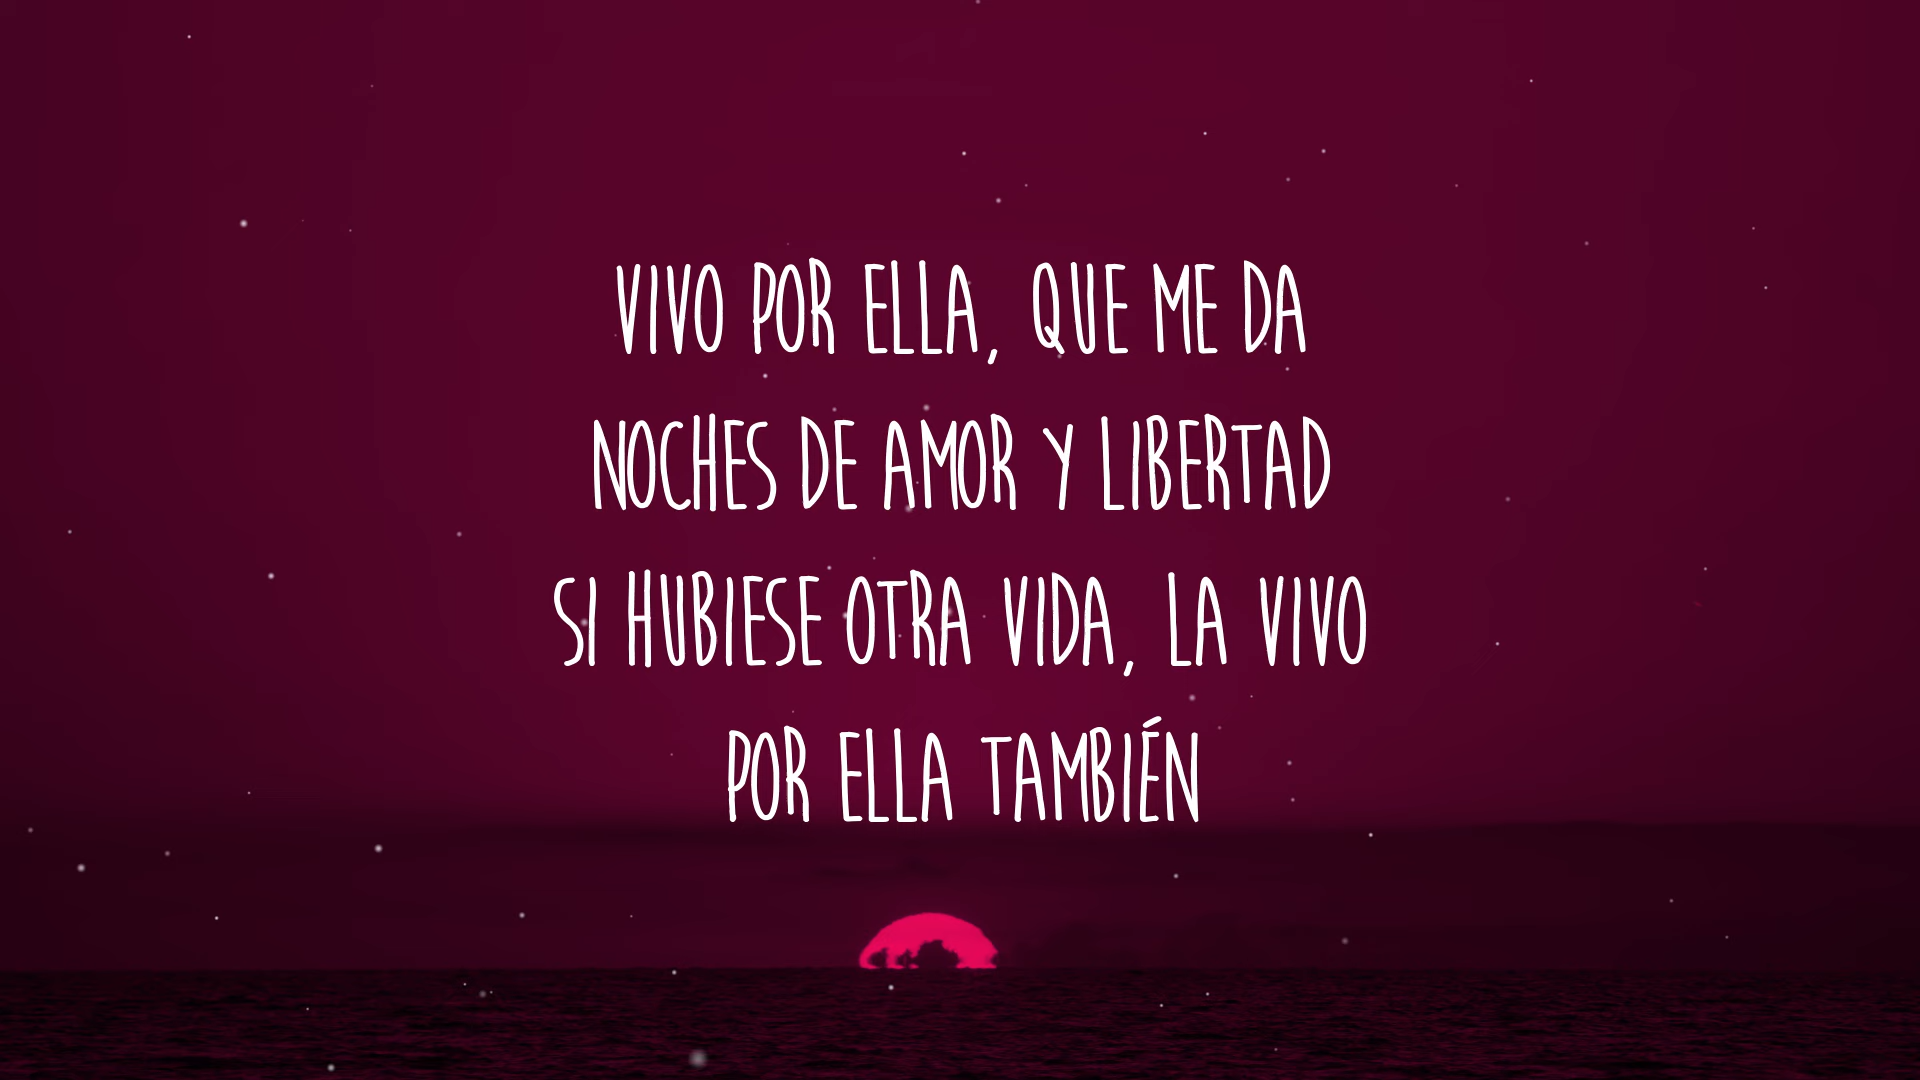 VIVO POR ELLA, QUE ME DA
NOCHES DE AMOR Y LIBERTAD
SI HUBIESE OTRA VIDA, LA VIVO
POR ELLA TAMBIÉN